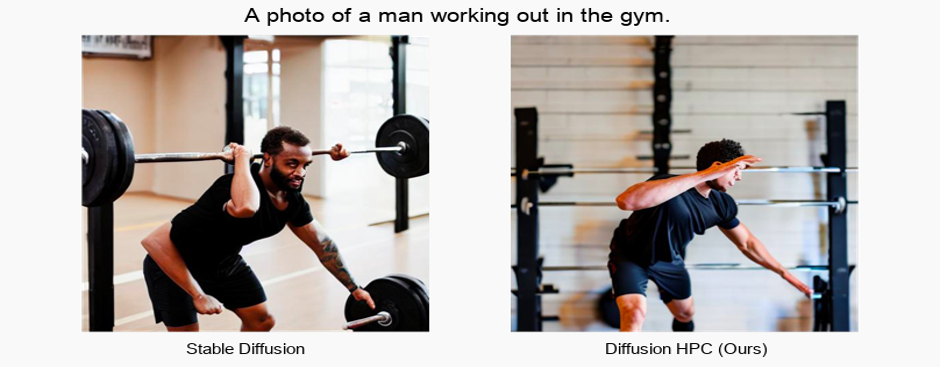 A photo of a man working out in the gym.
Stable Diffusion
Diffusion HPC (Ours)